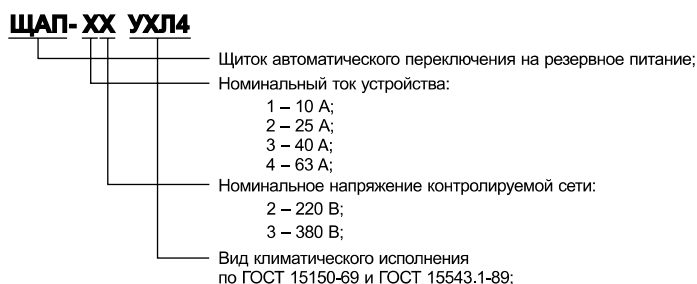 ЩАП- ХХ УХЛ4
Щиток автоматического переключения на резервное питание;
Номинальный ток устройства:
1 – 10 А;
2 – 25 А;
3 – 40 А;
4 – 63 А;
Номинальное напряжение контролируемой сети:
2 – 220 В;
3 – 380 В;
Вид климатического исполнения
по ГОСТ 15150-69 и ГОСТ 15543.1-89;